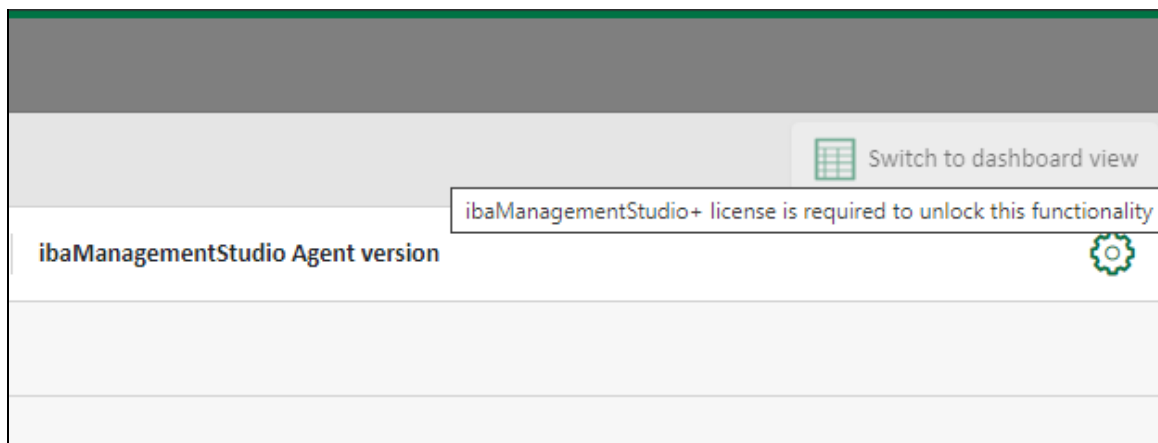 Switch to dashboard view
ibaManagementStudio+ license is required to unlock this functionality
ibaManagementStudio Agent version